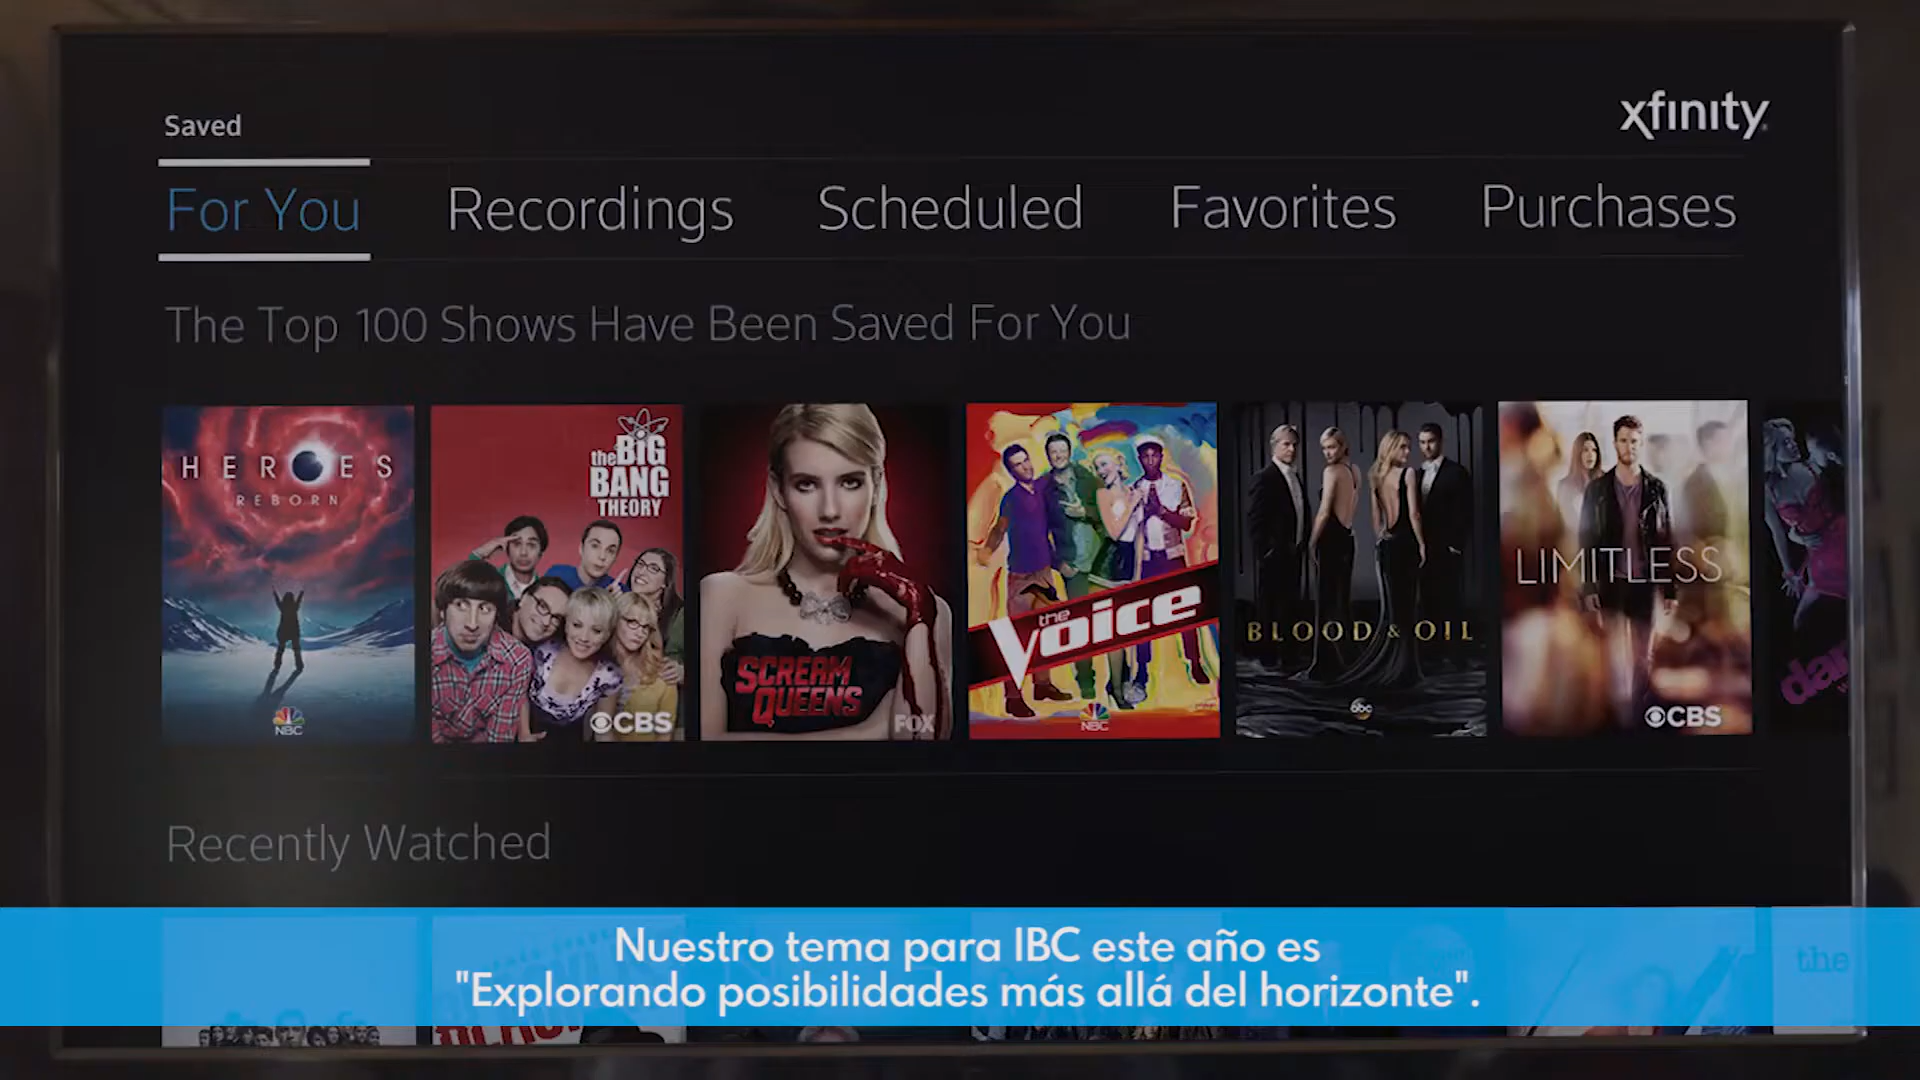 Saved
xfinity
For You
Recordings
Scheduled
Favorites
Purchases
The Top 100 Shows Have Been Saved For You
HEROES
REBORN
NBC
the BIG
BANG
THEORY
CBS
SCREAM
QUEENS
FOX
the
Voice
NBC
BLOOD & OIL
abc
LIMITLESS
CBS
Recently Watched
Nuestro tema para IBC este año es
"Explorando posibilidades más allá del horizonte".
the